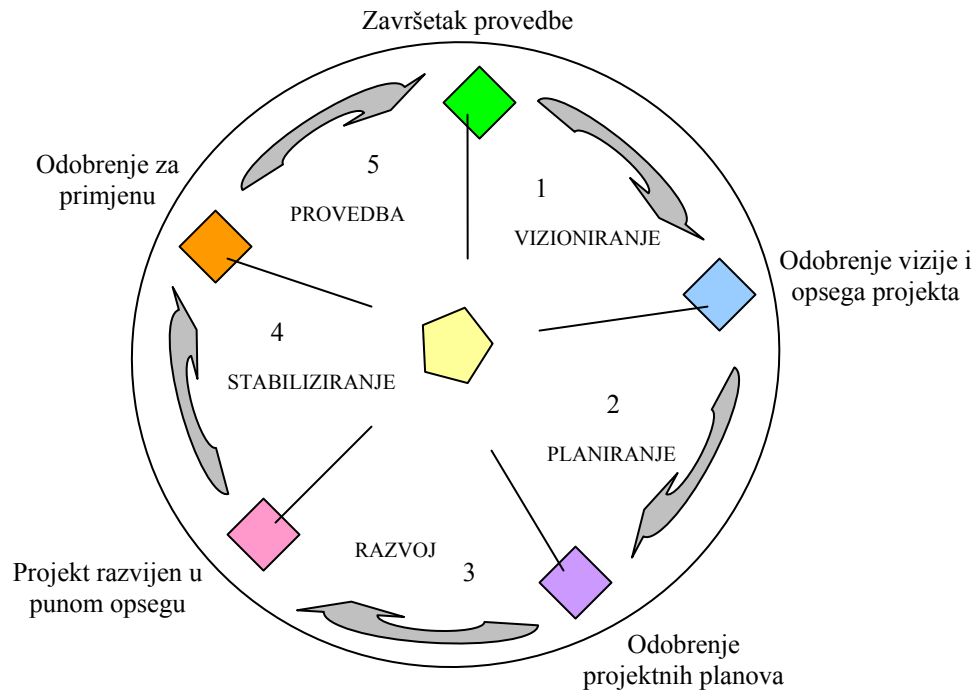 Završetak provedbe
1
VIZIONIRANJE
Odobrenje vizije i
opsega projekta
2
PLANIRANJE
Odobrenje
projektnih planova
3
RAZVOJ
Projekt razvijen u
punom opsegu
4
STABILIZIRANJE
Odobrenje za
primjenu
5
PROVEDBA